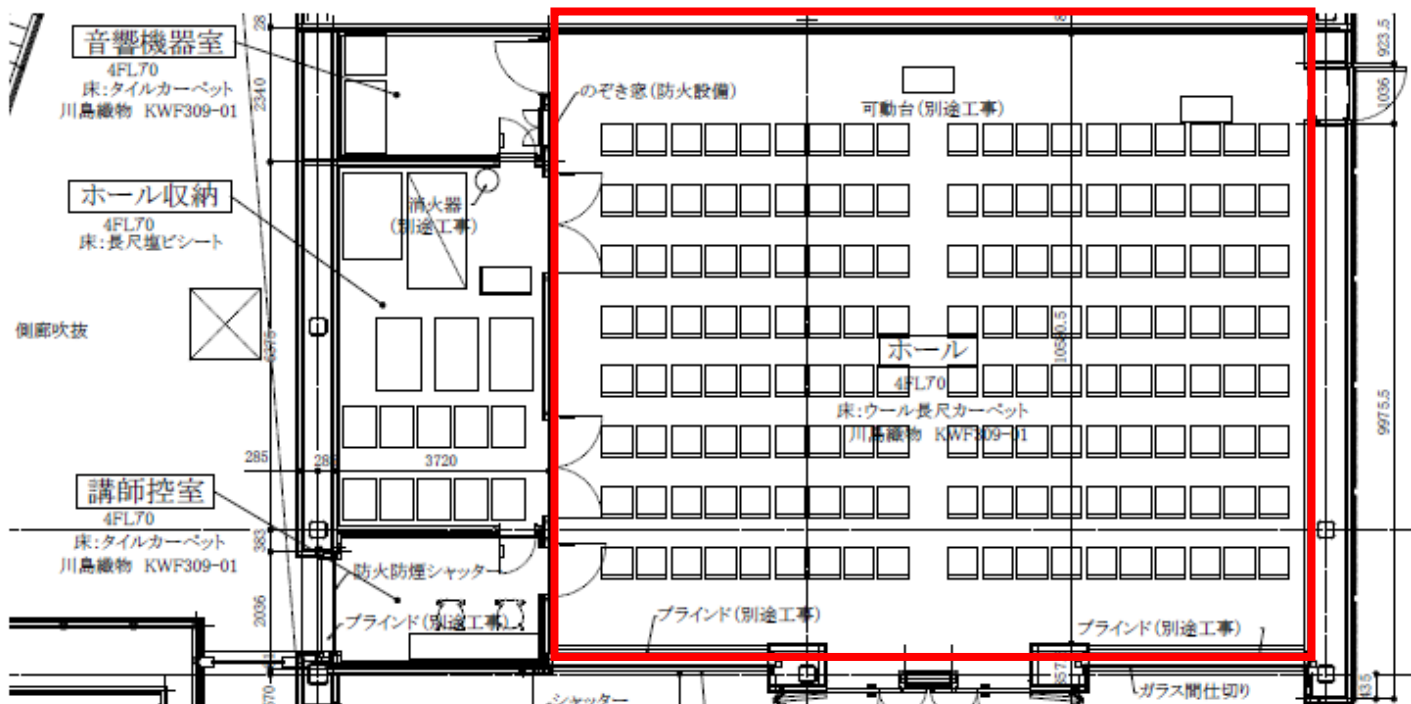 音響機器室
4FL70
床:タイルカーペット
川島織物 KWF309-01
ホール収納
4FL70
床:長尺塩ビシート
側廊吹抜
講師控室
4FL70
床:タイルカーペット
川島織物 KWF309-01
28
2340
6375
285
285
3720
383
2036
消火器
(別途工事)
防火防煙シャッター
ブラインド(別途工事)
のぞき窓(防火設備)
可動台(別途工事)
ホール
4FL70
床:ウール長尺カーペット
川島織物 KWF309-01
10580.5
ブラインド(別途工事)
ブラインド(別途工事)
シャッター
ガラス間仕切り
923.5
1036
9975.5
435